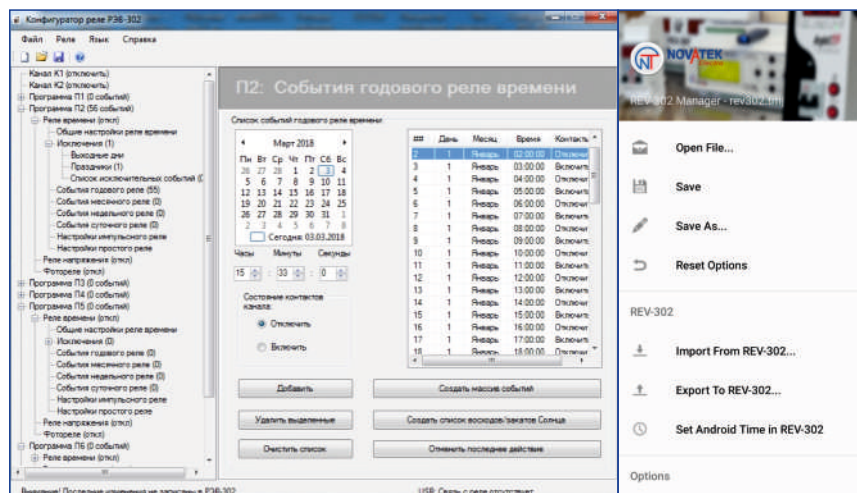 Конфигуратор реле РЭВ-302
Файл Реле Язык Справка
Канал К1 (отключить)
Канал К2 (отключить)
Программа П1 (0 событий)
Программа П2 (56 событий)
Реле времени (откл)
Общие настройки реле времени
Исключения (1)
Выходные дни
Праздники (1)
Список исключительных событий (
События годового реле (55)
События месячного реле (0)
События недельного реле (0)
События суточного реле (0)
Настройки импульсного реле
Настройки простого реле
Реле напряжения (откл)
Фотореле (откл)
Программа П3 (0 событий)
Программа П4 (0 событий)
Программа П5 (0 событий)
Реле времени (откл)
Общие настройки реле времени
Исключения (0)
События годового реле (0)
События месячного реле (0)
События недельного реле (0)
События суточного реле (0)
Настройки импульсного реле
Настройки простого реле
Реле напряжения (откл)
Фотореле (откл)
Программа П6 (0 событий)
Реле времени (откл)
Внимание! Последние изменения не записаны в РЭВ-302
USB: Связь с реле отсутствует
П2: События годового реле времени
Список событий годового реле времени
Март 2018
Пн Вт Ср Чт Пт Сб Вс
26 27 28 1 2 3 4
5 6 7 8 9 10 11
12 13 14 15 16 17 18
19 20 21 22 23 24 25
26 27 28 29 30 31 1
2 3 4 5 6 7 8
Сегодня: 03.03.2018
Часы Минуты Секунды
15 : 33 : 0
Состояние контактов
канала:
Отключить
Включить
Добавить
Удалить выделенные
Очистить список
## День Месяц Время Контакть
2 1 Январь 02:00:00 Отключи
3 1 Январь 03:00:00 Включить
4 1 Январь 04:00:00 Отключи
5 1 Январь 05:00:00 Включить
6 1 Январь 06:00:00 Отключи
7 1 Январь 07:00:00 Включить
8 1 Январь 08:00:00 Отключи
9 1 Январь 09:00:00 Включить
10 1 Январь 10:00:00 Отключи
11 1 Январь 11:00:00 Включить
12 1 Январь 12:00:00 Отключи
13 1 Январь 13:00:00 Включить
14 1 Январь 14:00:00 Отключи
15 1 Январь 15:00:00 Включить
16 1 Январь 16:00:00 Отключи
17 1 Январь 17:00:00 Включить
18 1 Январь 18:00:00 Отключи
Создать массив событий
Создать список восходов/закатов Солнца
Отменить последнее действие
NOVATEK
REV-302 Manager - rev302.tmj
Open File...
Save
Save As...
Reset Options
REV-302
Import From REV-302...
Export To REV-302...
Set Android Time in REV-302
Options